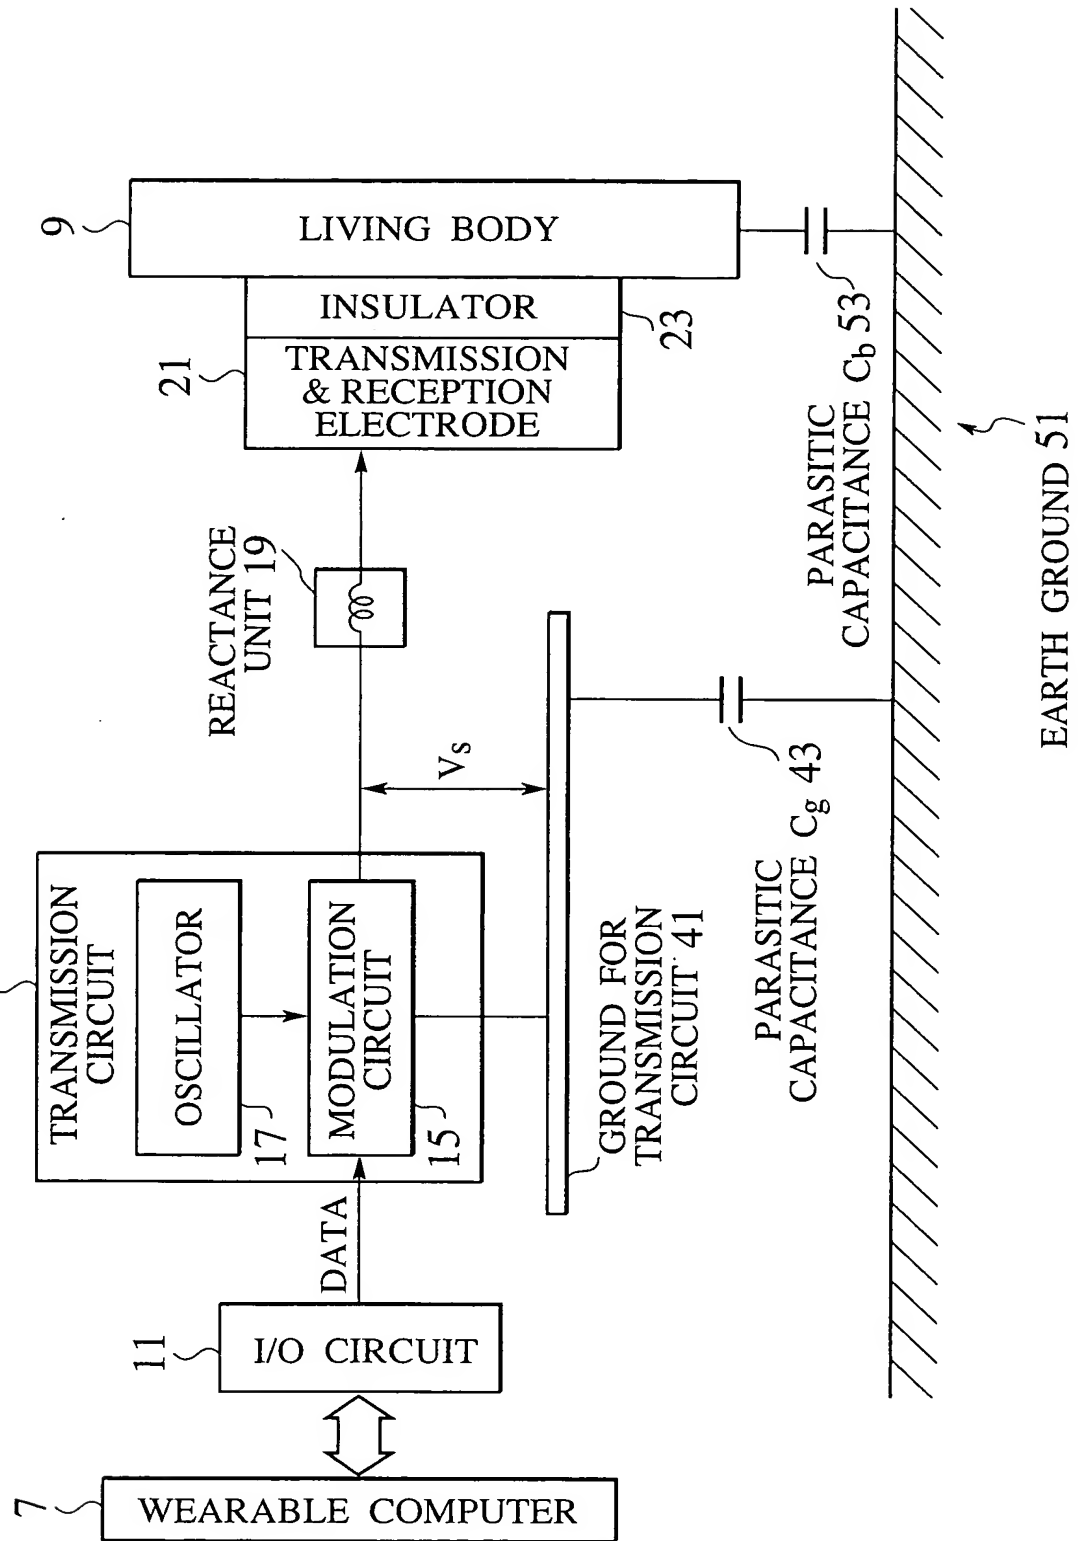 7
WEARABLE COMPUTER
11
I/O CIRCUIT
DATA
TRANSMISSION
CIRCUIT
OSCILLATOR
17
MODULATION
CIRCUIT
15
GROUND FOR
TRANSMISSION
CIRCUIT 41
Vs
REACTANCE
UNIT 19
21
TRANSMISSION
& RECEPTION
ELECTRODE
INSULATOR
23
9
LIVING BODY
PARASITIC
CAPACITANCE Cg 43
PARASITIC
CAPACITANCE Cb 53
EARTH GROUND 51